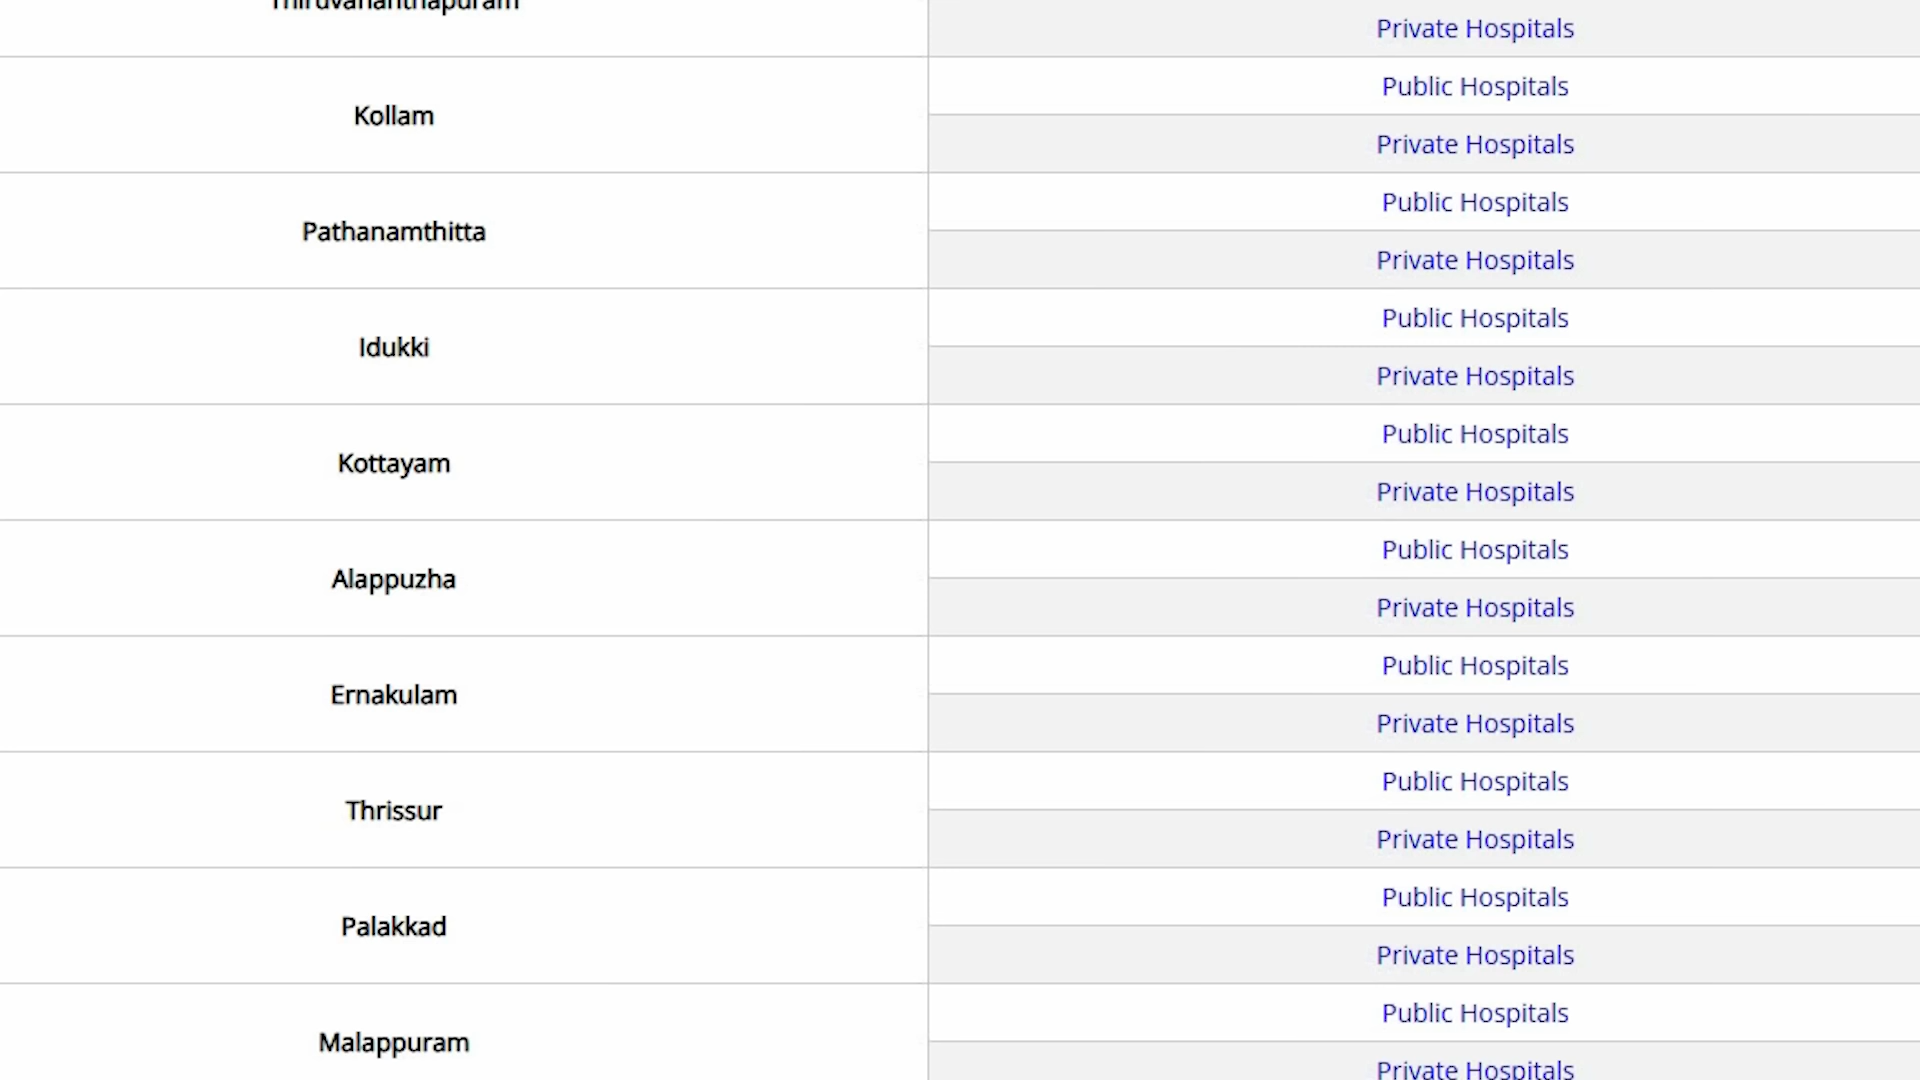 Thiruvananthapuram
Private Hospitals
Kollam
Public Hospitals
Private Hospitals
Pathanamthitta
Public Hospitals
Private Hospitals
Idukki
Public Hospitals
Private Hospitals
Kottayam
Public Hospitals
Private Hospitals
Alappuzha
Public Hospitals
Private Hospitals
Ernakulam
Public Hospitals
Private Hospitals
Thrissur
Public Hospitals
Private Hospitals
Palakkad
Public Hospitals
Private Hospitals
Malappuram
Public Hospitals
Private Hospitals